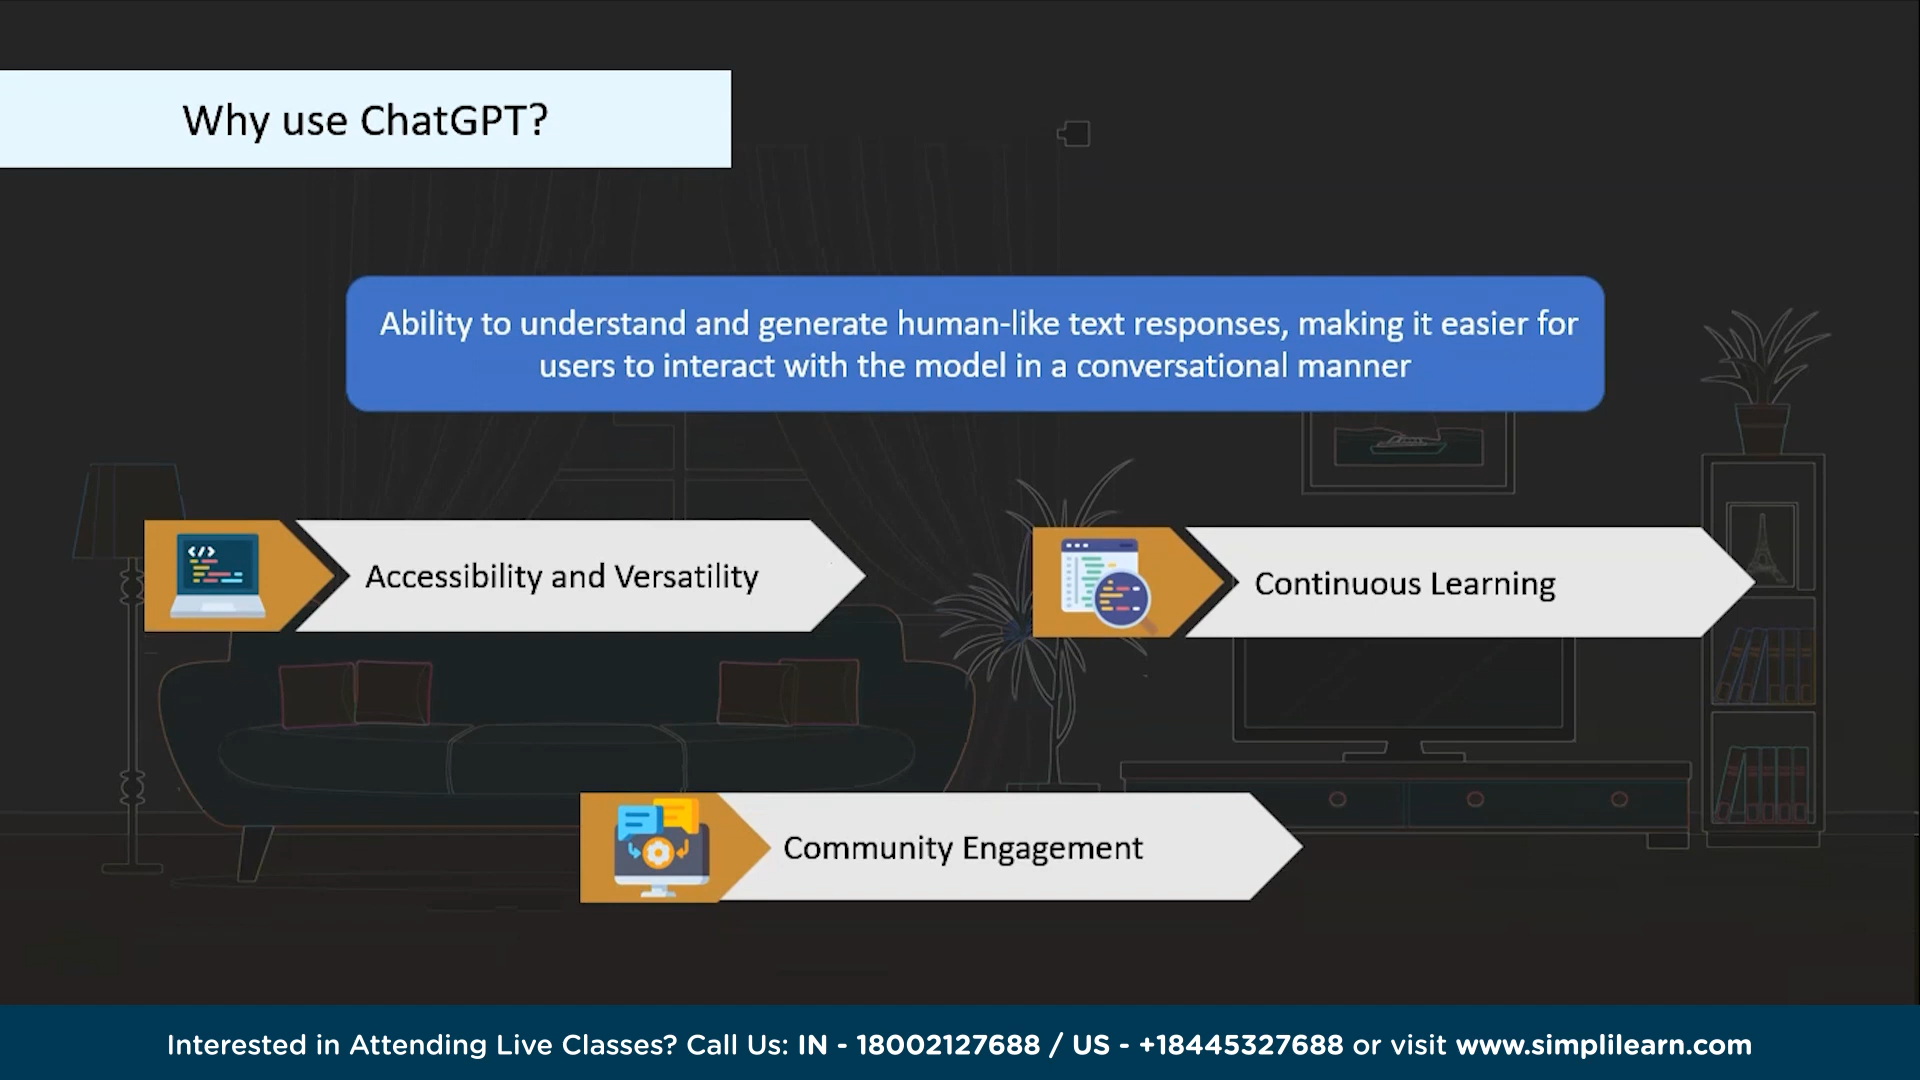 Why use ChatGPT?
Ability to understand and generate human-like text responses, making it easier for
users to interact with the model in a conversational manner
Accessibility and Versatility
Continuous Learning
Community Engagement
Interested in Attending Live Classes? Call Us: IN - 18002127688 / US - +18445327688 or visit www.simplilearn.com